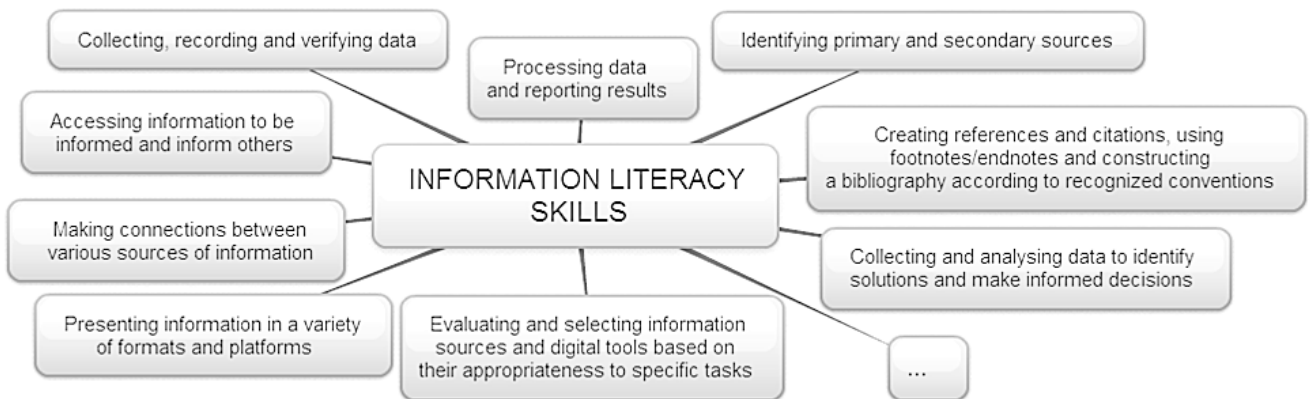 Collecting, recording and verifying data
Processing data
and reporting results
Identifying primary and secondary sources
Accessing information to be
informed and inform others
INFORMATION LITERACY
SKILLS
Creating references and citations, using
footnotes/endnotes and constructing
a bibliography according to recognized conventions
Making connections between
various sources of information
Collecting and analysing data to identify
solutions and make informed decisions
Presenting information in a variety
of formats and platforms
Evaluating and selecting information
sources and digital tools based on
their appropriateness to specific tasks
...